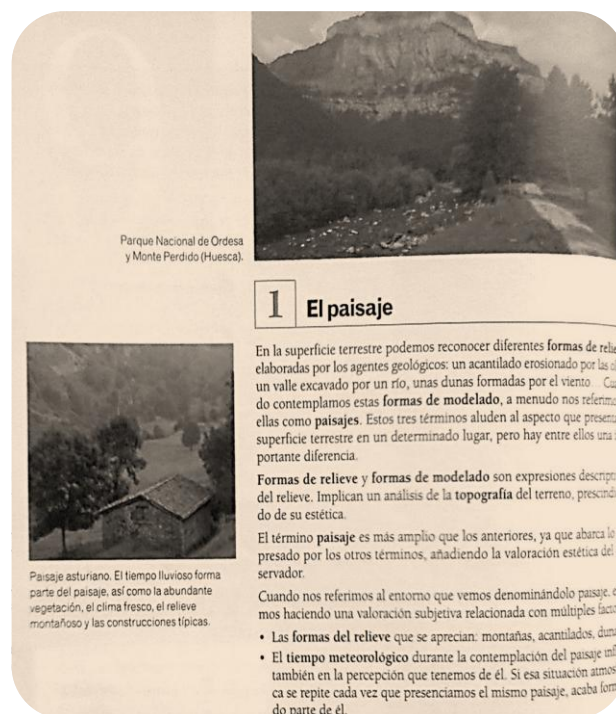 Parque Nacional de Ordesa
y Monte Perdido (Huesca).
1 El paisaje
En la superficie terrestre podemos reconocer diferentes formas de
elaboradas por los agentes geológicos: un acantilado erosionado por las
un valle excavado por un río, unas dunas formadas por el viento...
do contemplamos estas formas de modelado, a menudo nos
ellas como paisajes. Estos tres términos aluden al aspecto que
superficie terrestre en un determinado lugar, pero hay entre ellos una
portante diferencia.
Formas de relieve y formas de modelado son expresiones
del relieve. Implican un análisis de la topografía del terreno,
do de su estética.
El término paisaje es más amplio que los anteriores, ya que abarca lo
presado por los otros términos, añadiendo la valoración estética del
servador.
Cuando nos referimos al entorno que vemos denominándolo paisaje,
mos haciendo una valoración subjetiva relacionada con múltiples
• Las formas del relieve que se aprecian: montañas, acantilados,
• El tiempo meteorológico durante la contemplación del paisaje
también en la percepción que tenemos de él. Si esa situación
ca se repite cada vez que presenciamos el mismo paisaje, acaba
do parte de él.
Paisaje asturiano. El tiempo lluvioso forma
parte del paisaje, así como la abundante
vegetación, el clima fresco, el relieve
montañoso y las construcciones típicas.